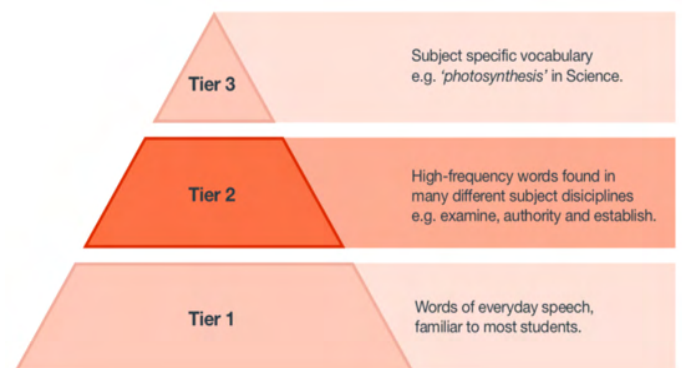 Tier 3
Subject specific vocabulary
e.g. ‘photosynthesis’ in Science.
Tier 2
High-frequency words found in
many different subject disiciplines
e.g. examine, authority and establish.
Tier 1
Words of everyday speech,
familiar to most students.